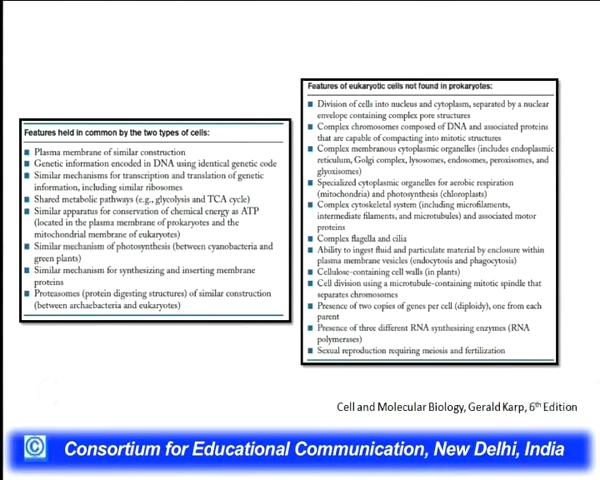 Features held in common by the two types of cells:
■ Plasma membrane of similar construction
■ Genetic information encoded in DNA using identical genetic code
■ Similar mechanisms for transcription and translation of genetic
information, including similar ribosomes
■ Shared metabolic pathways (e.g., glycolysis and TCA cycle)
■ Similar apparatus for conservation of chemical energy as ATP
(located in the plasma membrane of prokaryotes and the
mitochondrial membrane of eukaryotes)
■ Similar mechanism of photosynthesis (between cyanobacteria and
green plants)
■ Similar mechanism for synthesizing and inserting membrane
proteins
■ Proteasomes (protein digesting structures) of similar construction
(between archaebacteria and eukaryotes)
Features of eukaryotic cells not found in prokaryotes:
■ Division of cells into nucleus and cytoplasm, separated by a nuclear
envelope containing complex pore structures
■ Complex chromosomes composed of DNA and associated proteins
that are capable of compacting into mitotic structures
■ Complex membranous cytoplasmic organelles (includes endoplasmic
reticulum, Golgi complex, lysosomes, endosomes, peroxisomes, and
glyoxisomes)
■ Specialized cytoplasmic organelles for aerobic respiration
(mitochondria) and photosynthesis (chloroplasts)
■ Complex cytoskeletal system (including microfilaments,
intermediate filaments, and microtubules) and associated motor
proteins
■ Complex flagella and cilia
■ Ability to ingest fluid and particulate material by enclosure within
plasma membrane vesicles (endocytosis and phagocytosis)
■ Cellulose-containing cell walls (in plants)
■ Cell division using a microtubule-containing mitotic spindle that
separates chromosomes
■ Presence of two copies of genes per cell (diploidy), one from each
parent
■ Presence of three different RNA synthesizing enzymes (RNA
polymerases)
■ Sexual reproduction requiring meiosis and fertilization
Cell and Molecular Biology, Gerald Karp, 6th Edition
© Consortium for Educational Communication, New Delhi, India